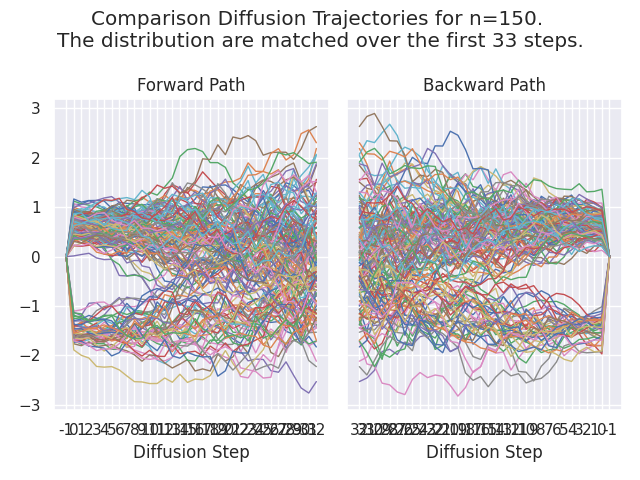 Comparison Diffusion Trajectories for n=150.
The distribution are matched over the first 33 steps.
Forward Path
Backward Path
3
2
1
0
−1
−2
−3
Diffusion Step
Diffusion Step